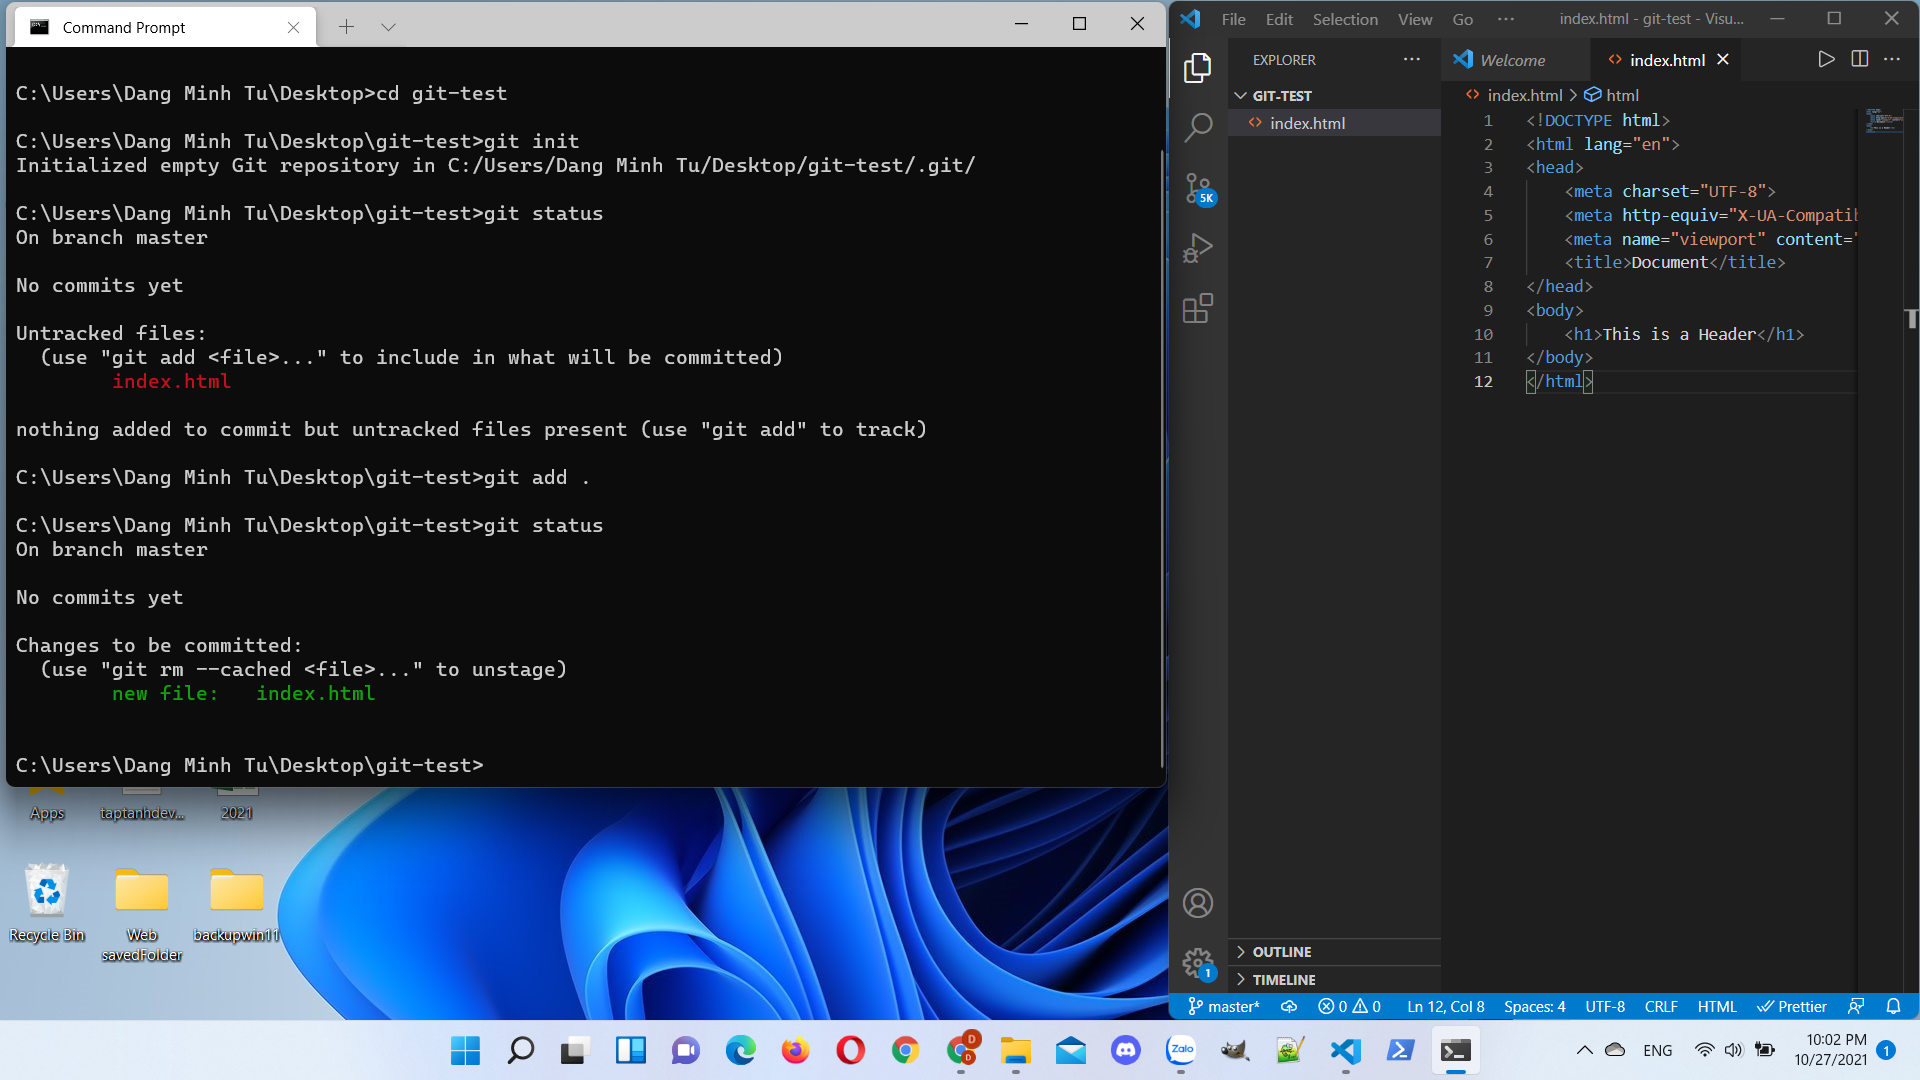 Command Prompt
C:\Users\Dang Minh Tu\Desktop>cd git-test
C:\Users\Dang Minh Tu\Desktop\git-test>git init
Initialized empty Git repository in C:/Users/Dang Minh Tu/Desktop/git-test/.git/
C:\Users\Dang Minh Tu\Desktop\git-test>git status
On branch master
No commits yet
Untracked files:
(use "git add <file>..." to include in what will be committed)
index.html
nothing added to commit but untracked files present (use "git add" to track)
C:\Users\Dang Minh Tu\Desktop\git-test>git add .
C:\Users\Dang Minh Tu\Desktop\git-test>git status
On branch master
No commits yet
Changes to be committed:
(use "git rm --cached <file>..." to unstage)
new file:   index.html
C:\Users\Dang Minh Tu\Desktop\git-test>
Apps
taptanhdev...
2021
Recycle Bin
Web savedFolder
backupwin11
File Edit Selection View Go ... index.html - git-test - Visu...
EXPLORER
Welcome
index.html
GIT-TEST
index.html
index.html > html
5K
1 <!DOCTYPE html>
2 <html lang="en">
3 <head>
4 <meta charset="UTF-8">
5 <meta http-equiv="X-UA-Compatib
6 <meta name="viewport" content="
7 <title>Document</title>
8 </head>
9 <body>
10 <h1>This is a Header</h1>
11 </body>
12 </html>
OUTLINE
TIMELINE
1
master* 0 0 Ln 12, Col 8 Spaces: 4 UTF-8 CRLF HTML Prettier
D
D
Zalo
ENG
10:02 PM
10/27/2021
1